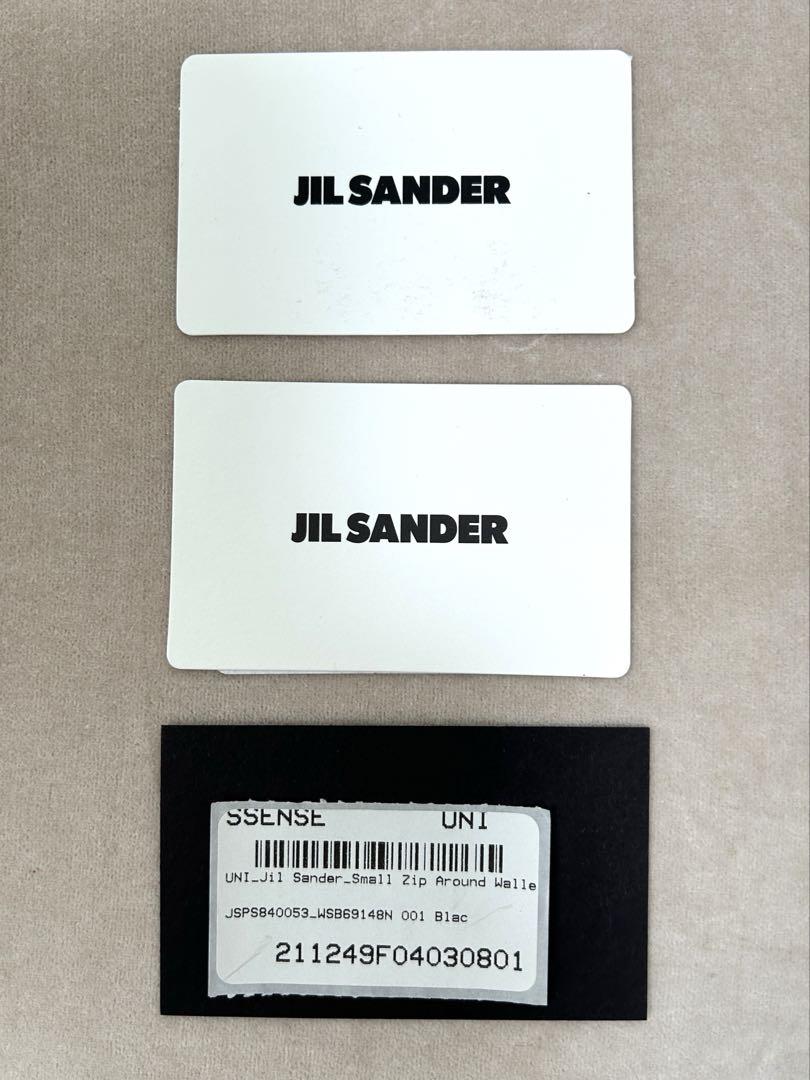 JIL SANDER
JIL SANDER
SSENSE UNI
UNI_Jil Sander_Small Zip Around Walle
JSPS840053_WSB69148N 001 Blac
211249F04030801